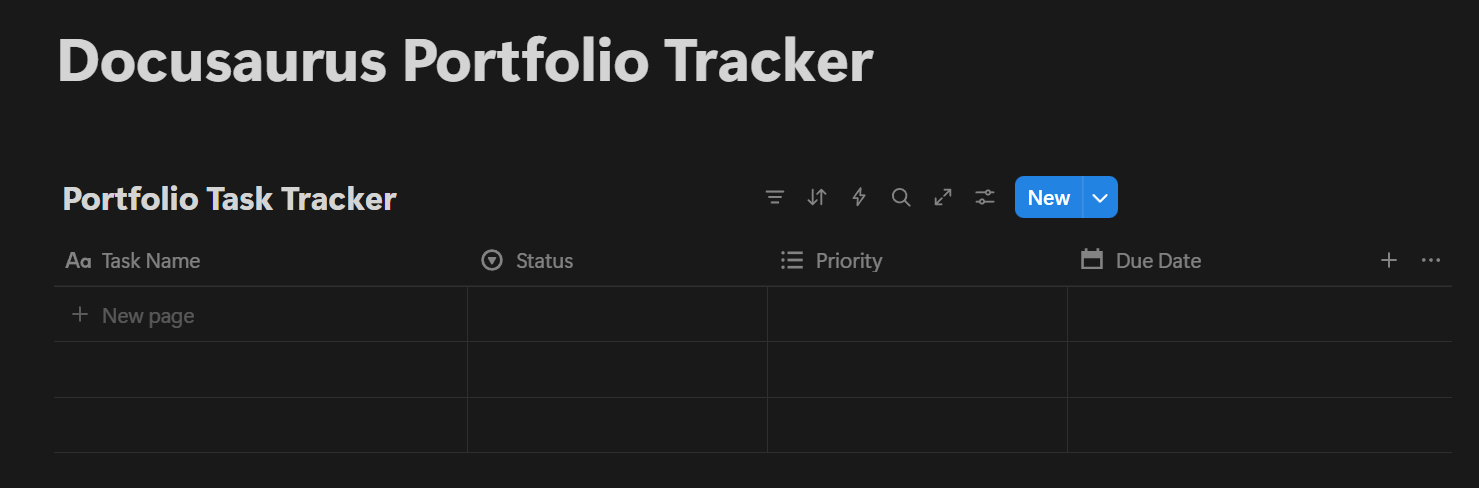 Docusaurus Portfolio Tracker
Portfolio Task Tracker
New
Aa Task Name Status Priority Due Date
New page